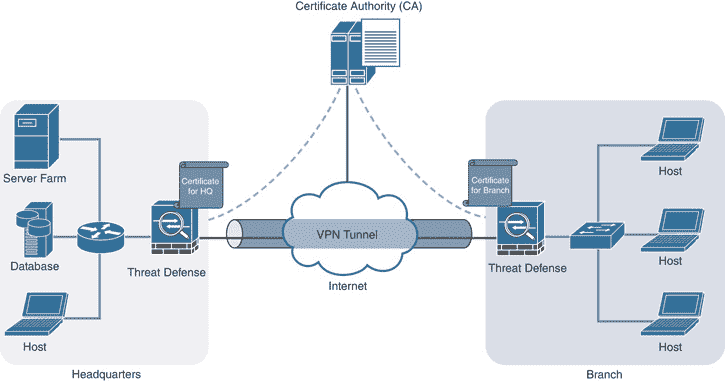 Certificate Authority (CA)
Server Farm
Certificate
for HQ
Threat Defense
Database
Host
Headquarters
VPN Tunnel
Internet
Certificate
for Branch
Threat Defense
Host
Host
Host
Branch